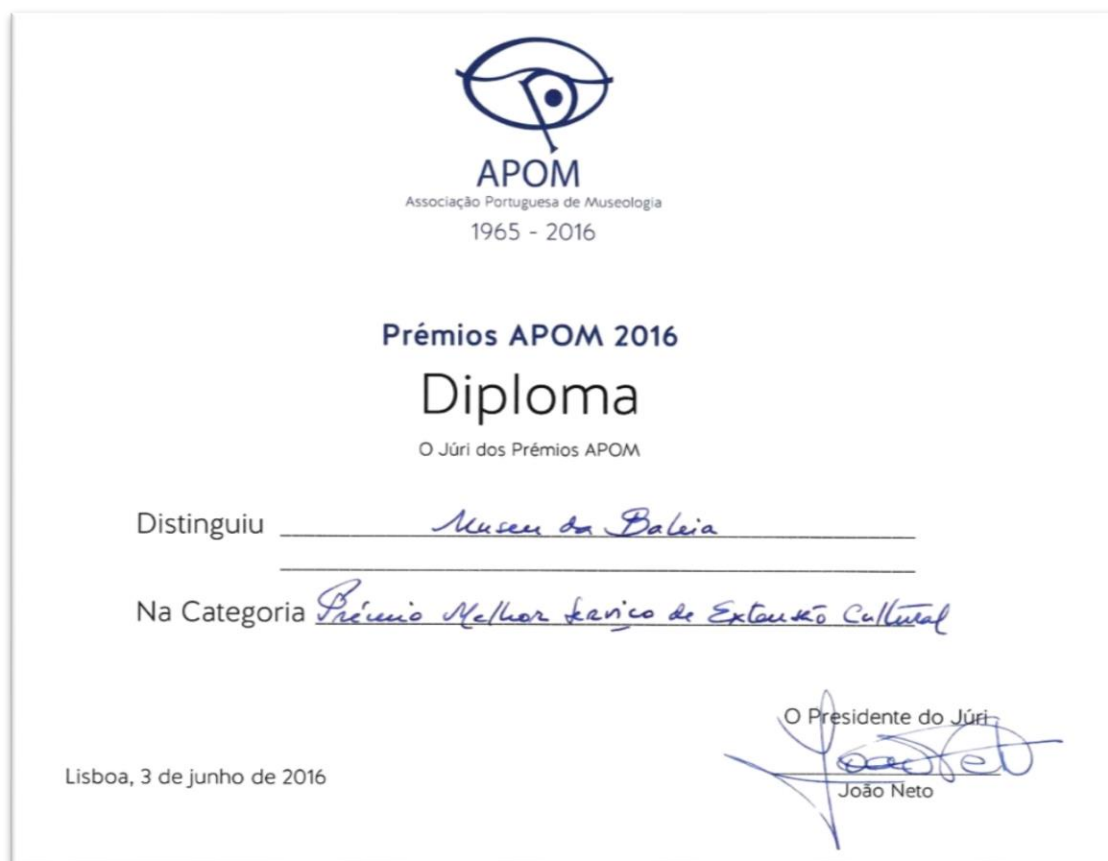 APOM
Associação Portuguesa de Museologia
1965 - 2016
Prémios APOM 2016
Diploma
O Júri dos Prémios APOM
Distinguiu Museu da Baleia
Na Categoria Prémio Melhor Serviço de Extensão Cultural
O Presidente do Júri
João Neto
João Neto
Lisboa, 3 de junho de 2016